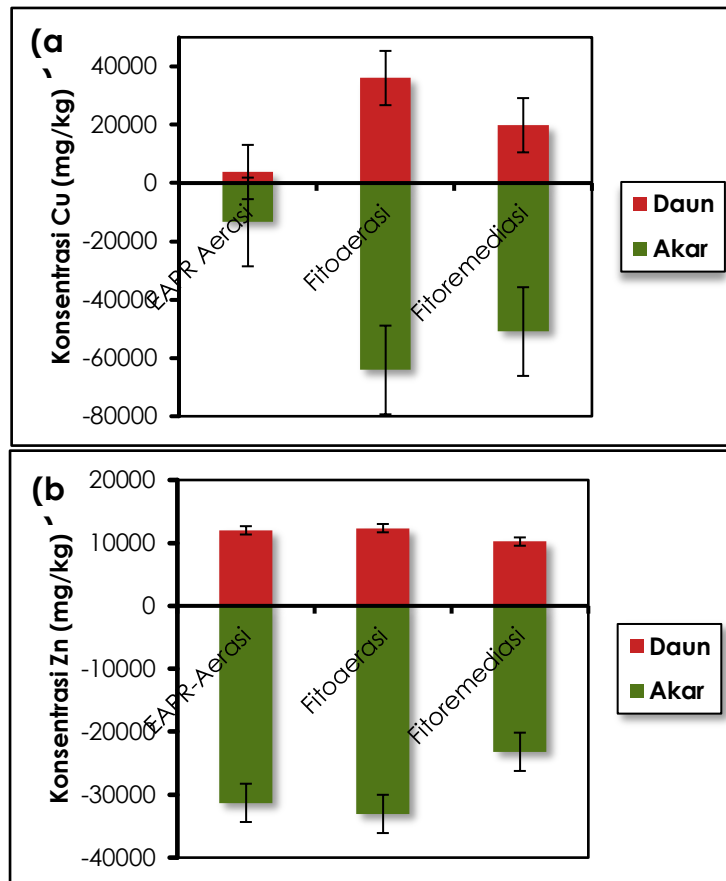 (a)
Konsentrasi Cu (mg/kg)
40000
20000
0
-20000
-40000
-60000
-80000
EAPR Aerasi
Fitoaerasi
Fitoremediasi
Daun
Akar
(b)
Konsentrasi Zn (mg/kg)
20000
10000
0
-10000
-20000
-30000
-40000
EAPR-Aerasi
Fitoaerasi
Fitoremediasi
Daun
Akar